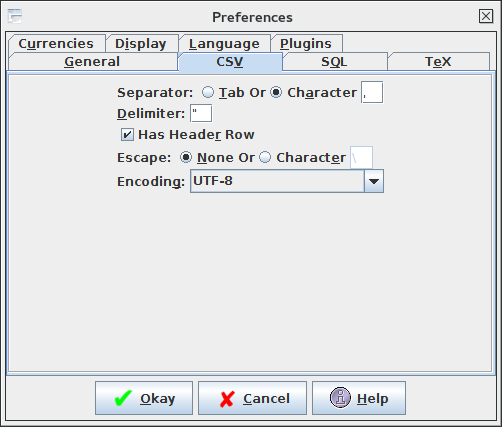 Preferences
Currencies Display Language Plugins
General CSV SQL TeX
Separator: Tab Or Character ,
Delimiter: "
Has Header Row
Escape: None Or Character \
Encoding: UTF-8
Okay Cancel Help